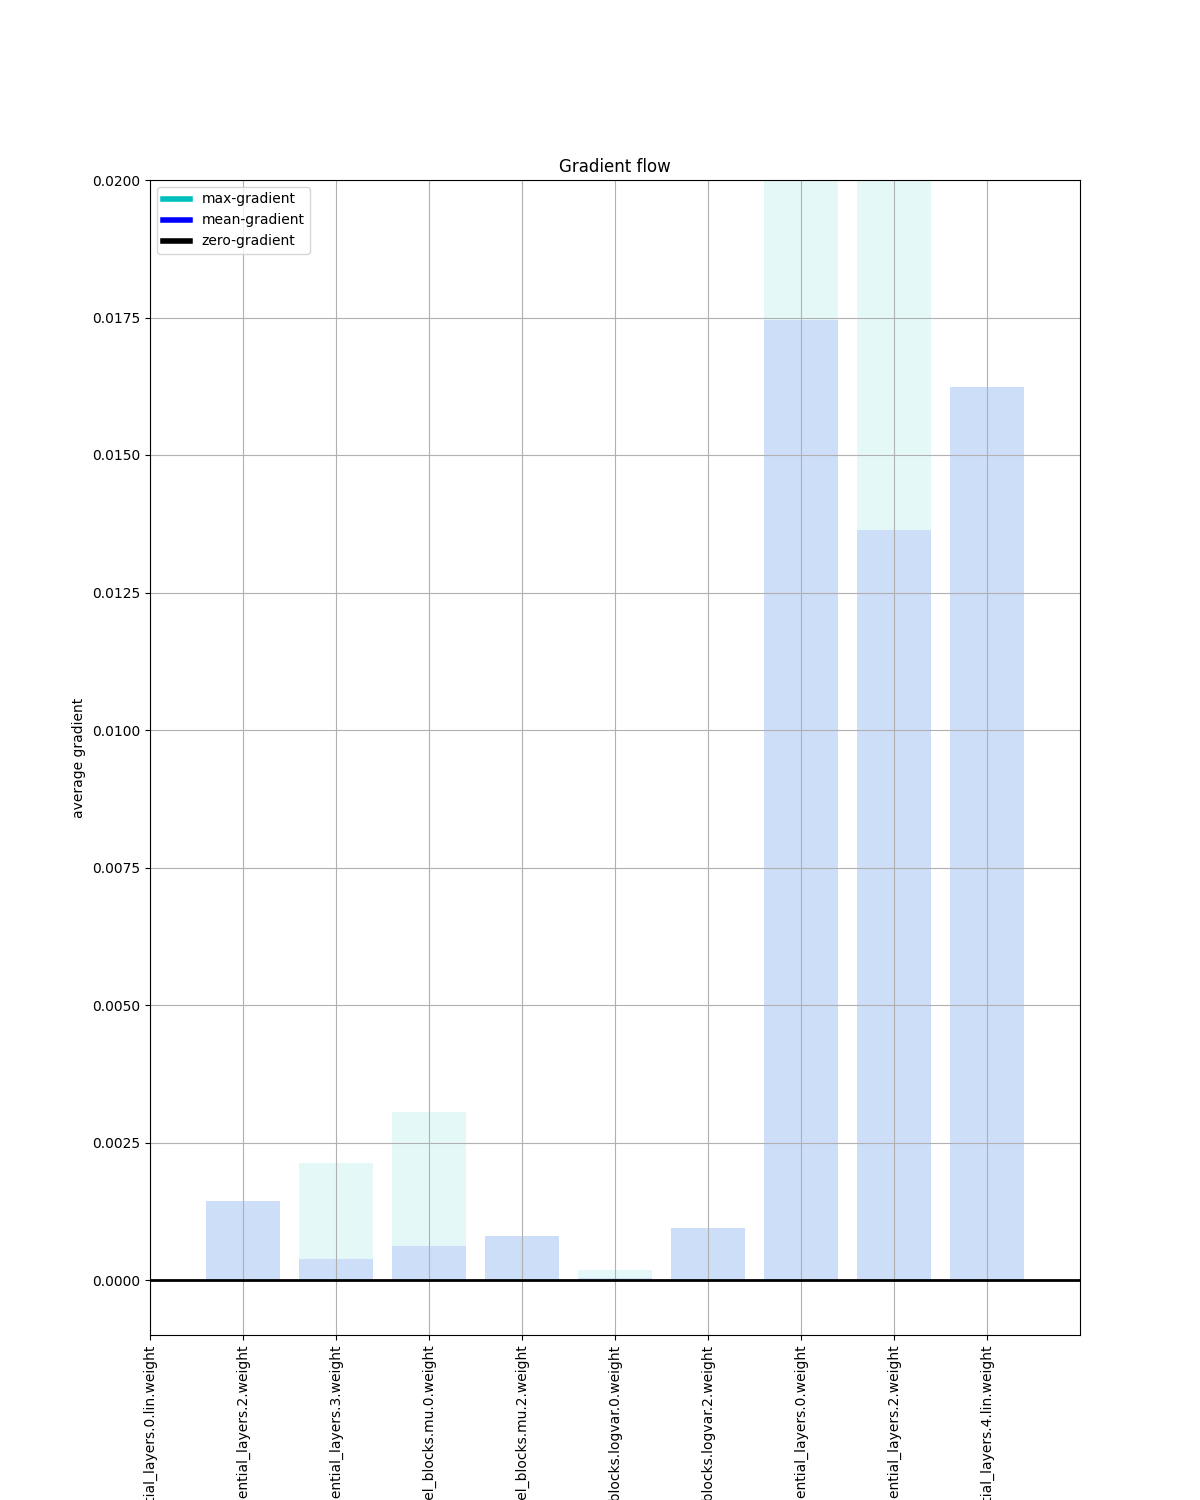 Gradient flow
max-gradient
mean-gradient
zero-gradient
0.0200
0.0175
0.0150
0.0125
0.0100
0.0075
0.0050
0.0025
0.0000
average gradient
tial_layers.0.lin.weight
ential_layers.2.weight
ential_layers.3.weight
el_blocks.mu.0.weight
el_blocks.mu.2.weight
blocks.logvar.0.weight
blocks.logvar.2.weight
ential_layers.0.weight
ential_layers.2.weight
tial_layers.4.lin.weight